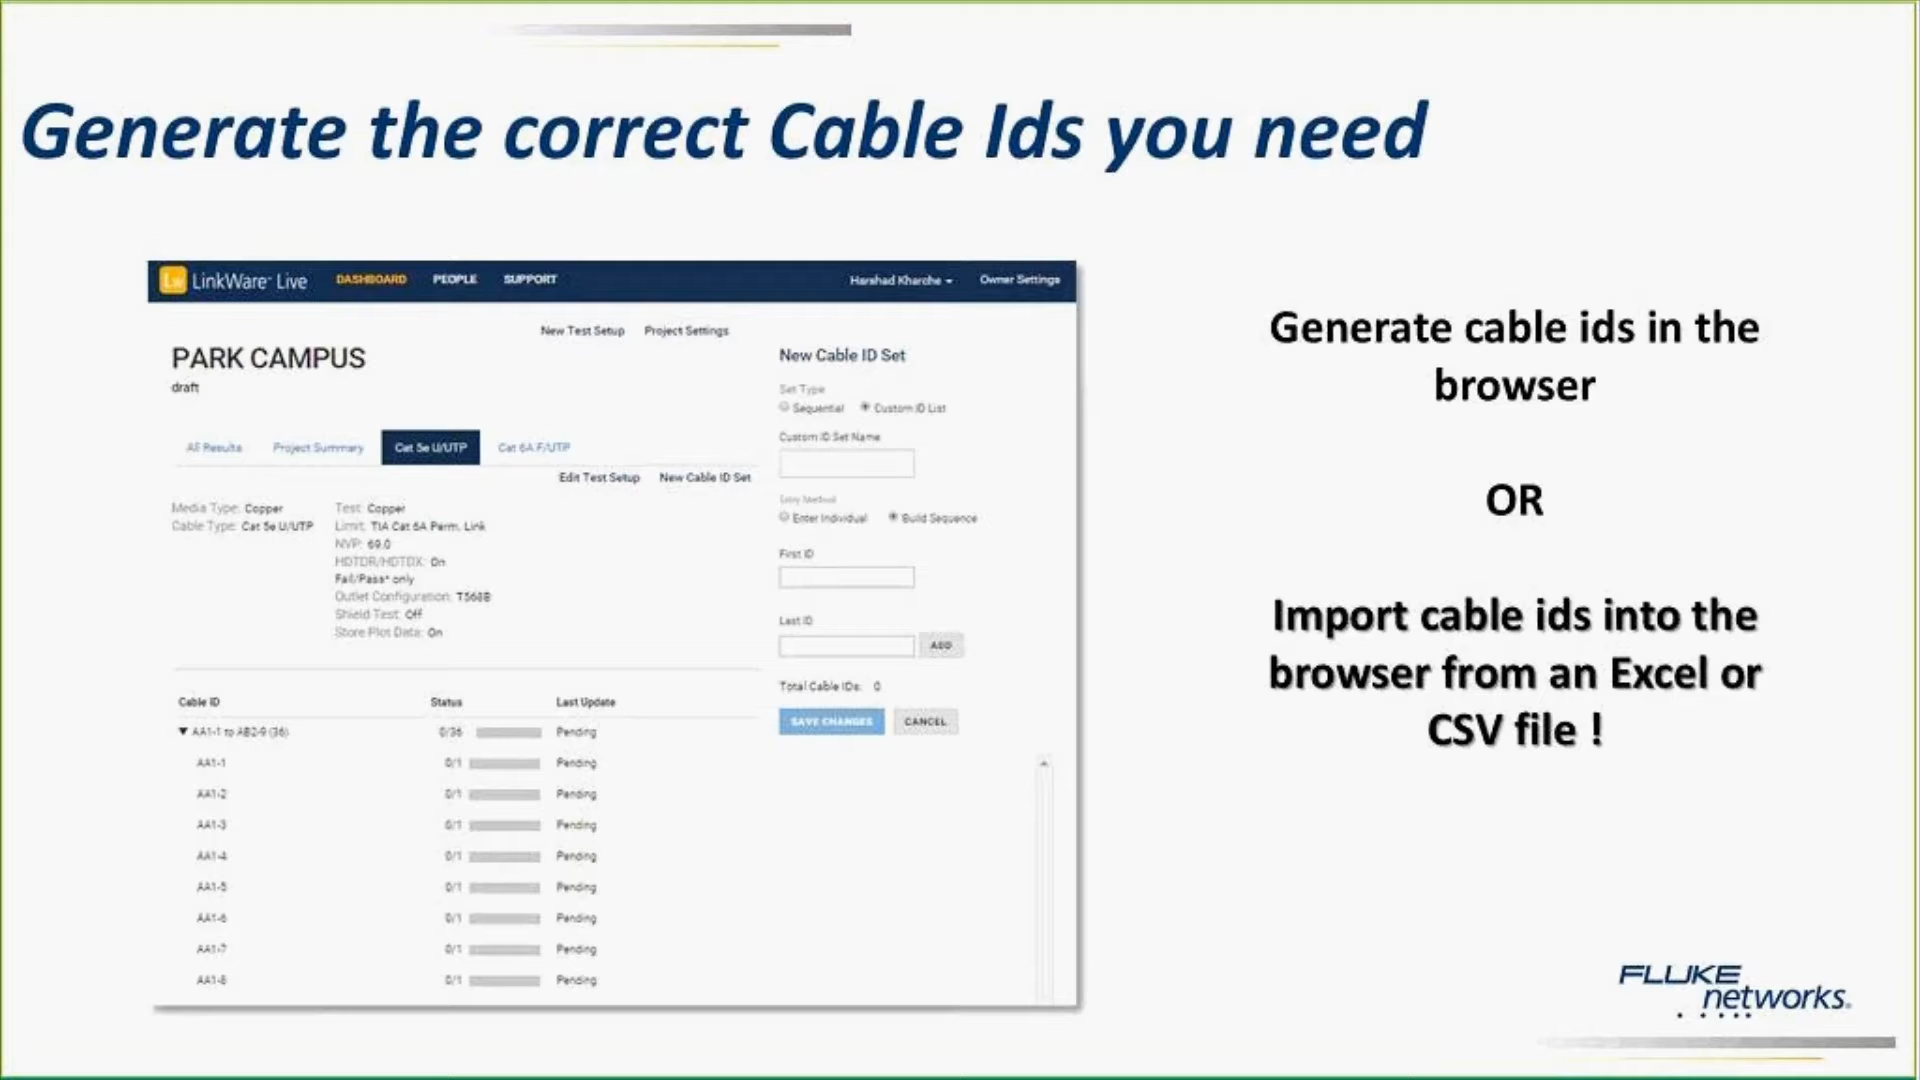 Generate the correct Cable Ids you need
LinkWare Live DASHBOARD PEOPLE SUPPORT Harshad Kharche Owner Settings
New Test Setup Project Settings
PARK CAMPUS
draft
All Results Project Summary Cat 5e U/UTP Cat 6A F/UTP
Edit Test Setup New Cable ID Set
Media Type: Copper
Cable Type: Cat 5e U/UTP
Test: Copper
Limit: TIA Cat 6A Perm. Link
NVP: 69.0
HDTDR/HDTDX: On
Fail/Pass* only
Outlet Configuration: T568B
Shield Test: Off
Store Plot Data: On
Cable ID Status Last Update
▼ AA1-1 to AB2-9 (36) 0/36 Pending
AA1-1 0/1 Pending
AA1-2 0/1 Pending
AA1-3 0/1 Pending
AA1-4 0/1 Pending
AA1-5 0/1 Pending
AA1-6 0/1 Pending
AA1-7 0/1 Pending
AA1-8 0/1 Pending
New Cable ID Set
Set Type
Sequential Custom ID List
Custom ID Set Name
Entry Method
Enter Individual Build Sequence
First ID
Last ID
ADD
Total Cable IDs: 0
SAVE CHANGES CANCEL
Generate cable ids in the
browser
OR
Import cable ids into the
browser from an Excel or
CSV file !
FLUKE
networks.